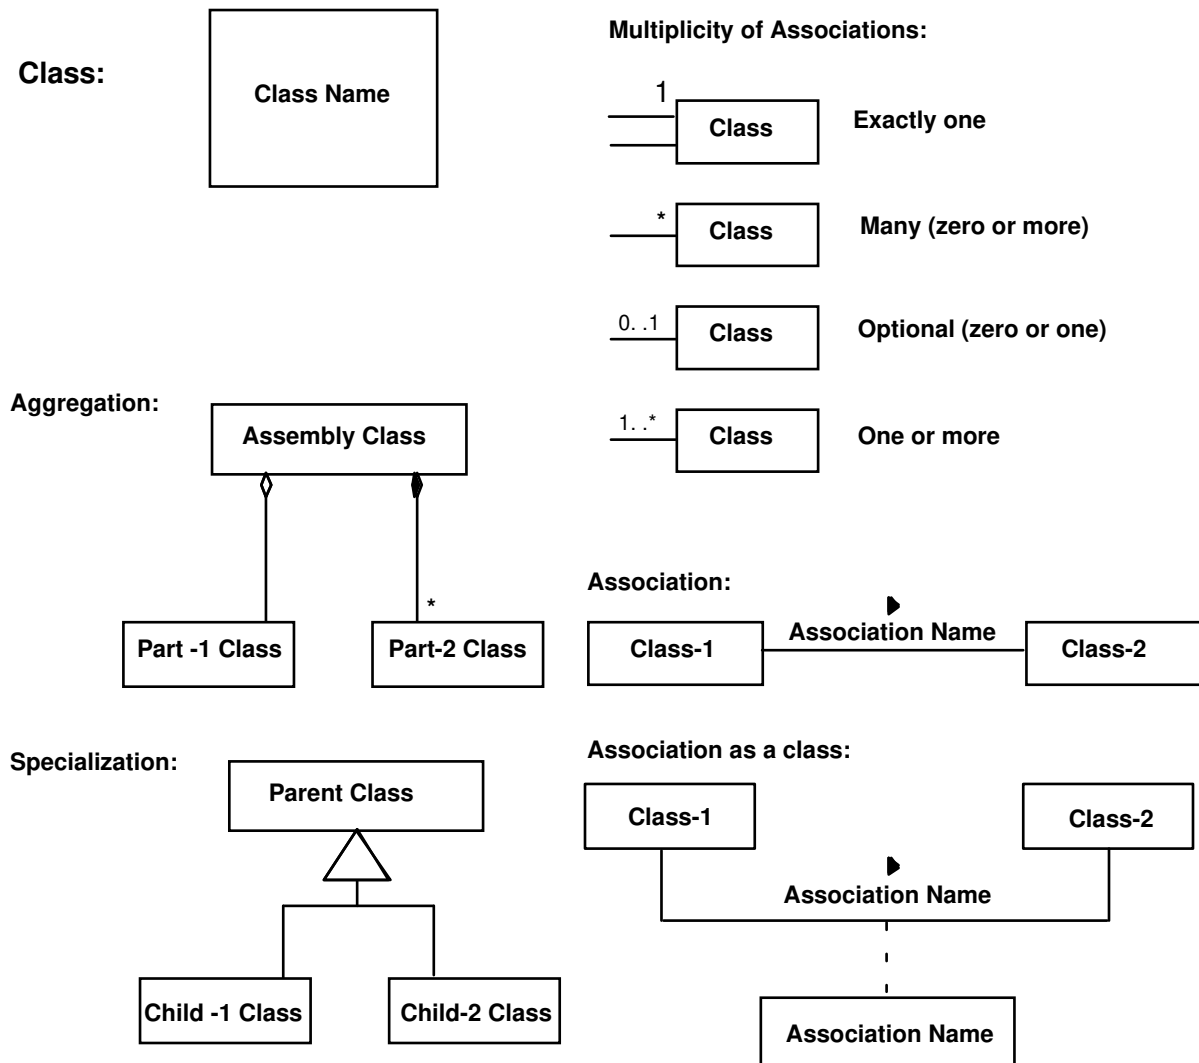 Class:
Class Name
Multiplicity of Associations:
1
Class
Exactly one
*
Class
Many (zero or more)
0. .1
Class
Optional (zero or one)
1. .*
Class
One or more
Aggregation:
Assembly Class
*
Part -1 Class
Part-2 Class
Association:
Class-1
Association Name
Class-2
Specialization:
Parent Class
Child -1 Class
Child-2 Class
Association as a class:
Class-1
Class-2
Association Name
Association Name